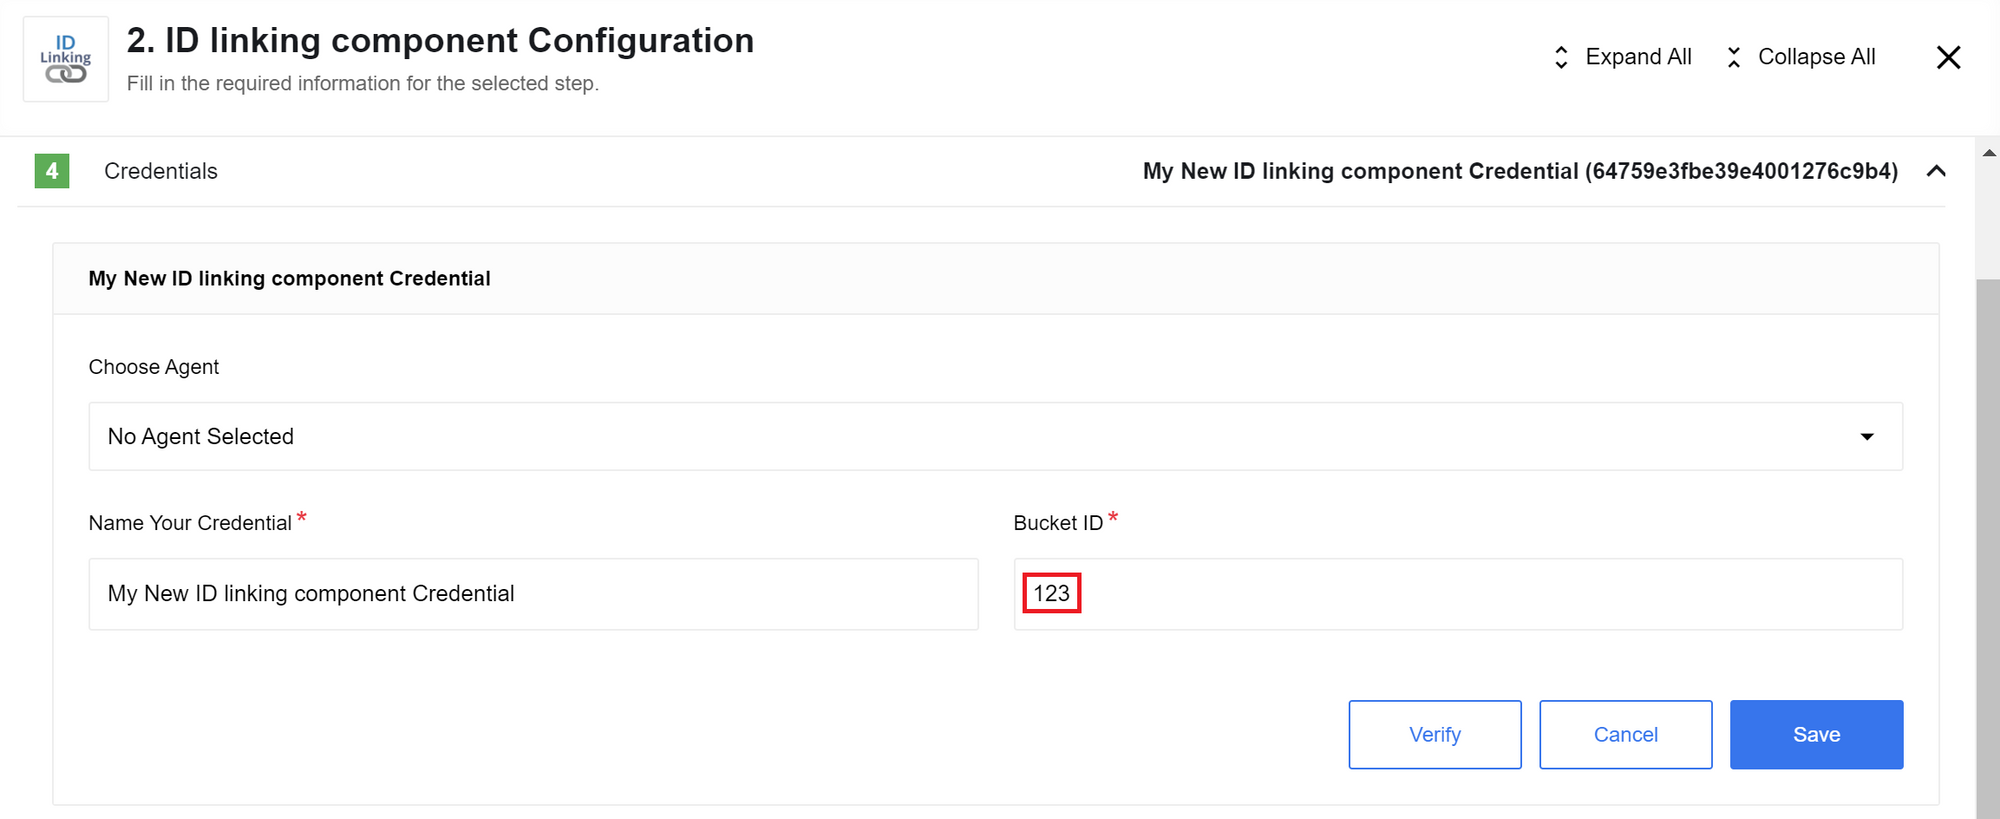 ID
Linking
2. ID linking component Configuration
Fill in the required information for the selected step.
Expand All
Collapse All
4
Credentials
My New ID linking component Credential (64759e3fbe39e4001276c9b4)
My New ID linking component Credential
Choose Agent
No Agent Selected
Name Your Credential *
Bucket ID *
My New ID linking component Credential
123
Verify
Cancel
Save